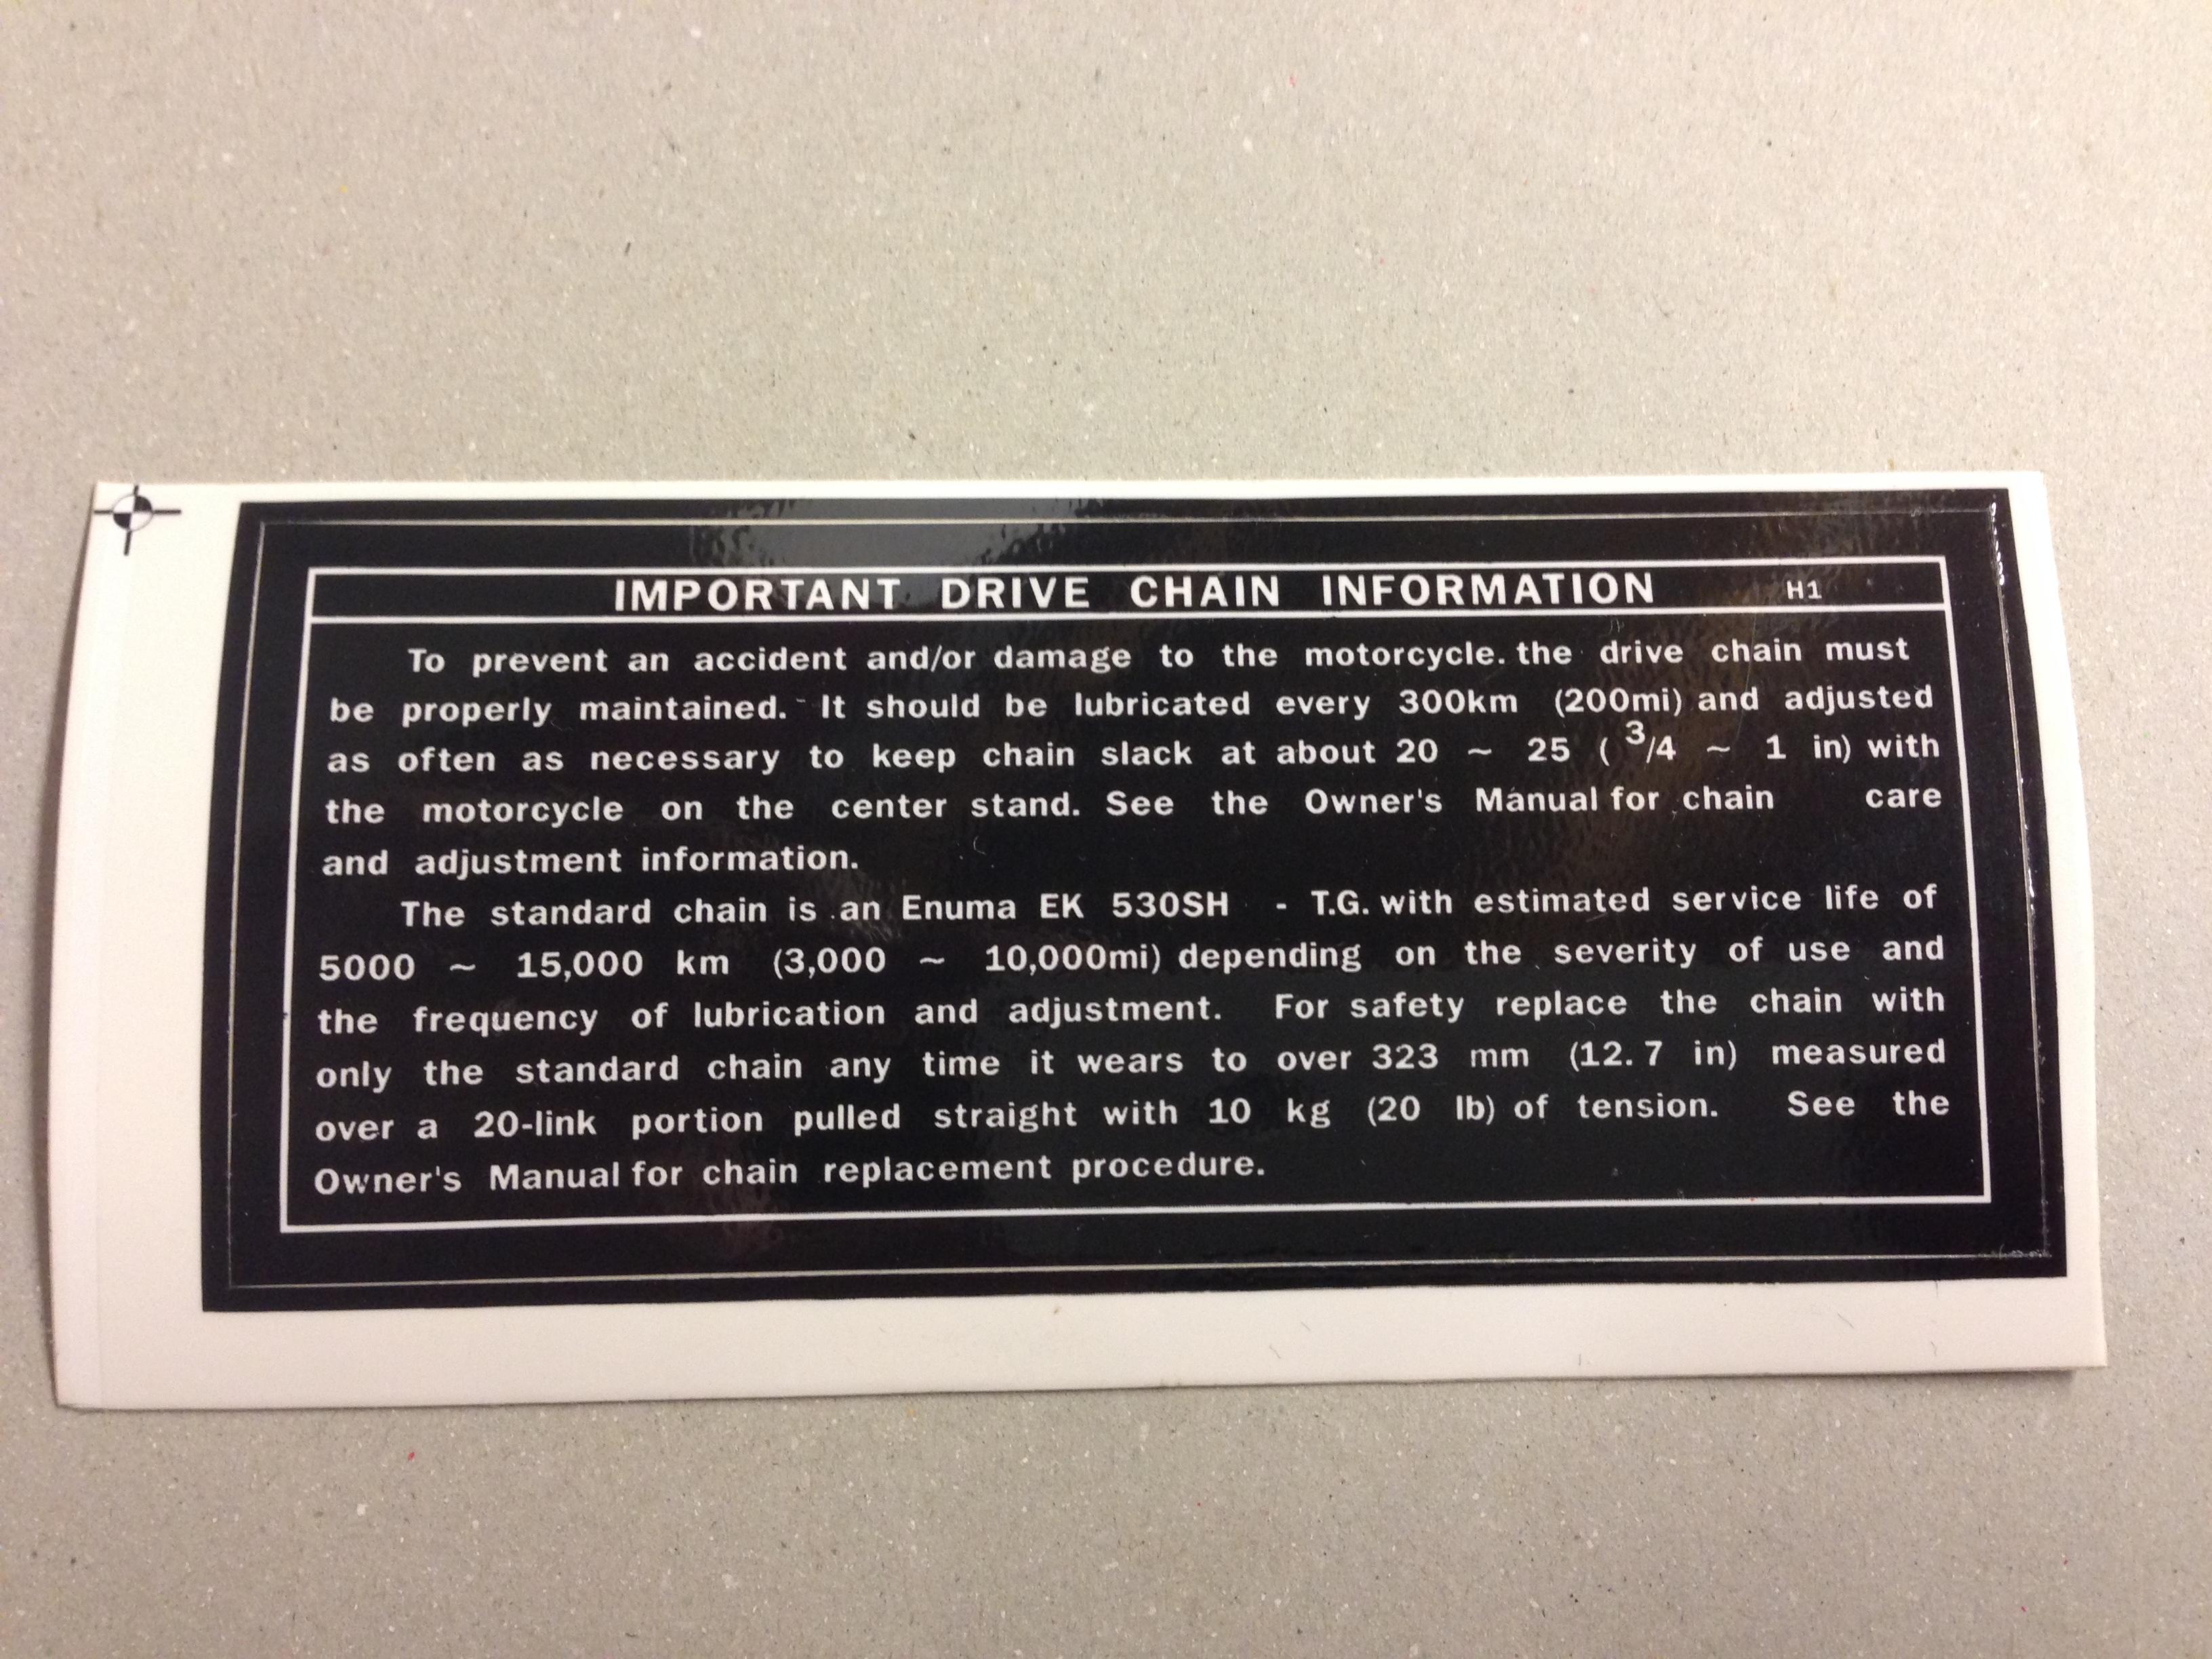 IMPORTANT DRIVE CHAIN INFORMATION H1
To prevent an accident and/or damage to the motorcycle. the drive chain must
be properly maintained. It should be lubricated every 300km (200mi) and adjusted
as often as necessary to keep chain slack at about 20 ~ 25 ( 3/4 ~ 1 in) with
the motorcycle on the center stand. See the Owner's Manual for chain care
and adjustment information.
The standard chain is an Enuma EK 530SH - T.G. with estimated service life of
5000 ~ 15,000 km (3,000 ~ 10,000mi) depending on the severity of use and
the frequency of lubrication and adjustment. For safety replace the chain with
only the standard chain any time it wears to over 323 mm (12. 7 in) measured
over a 20-link portion pulled straight with 10 kg (20 lb) of tension. See the
Owner's Manual for chain replacement procedure.